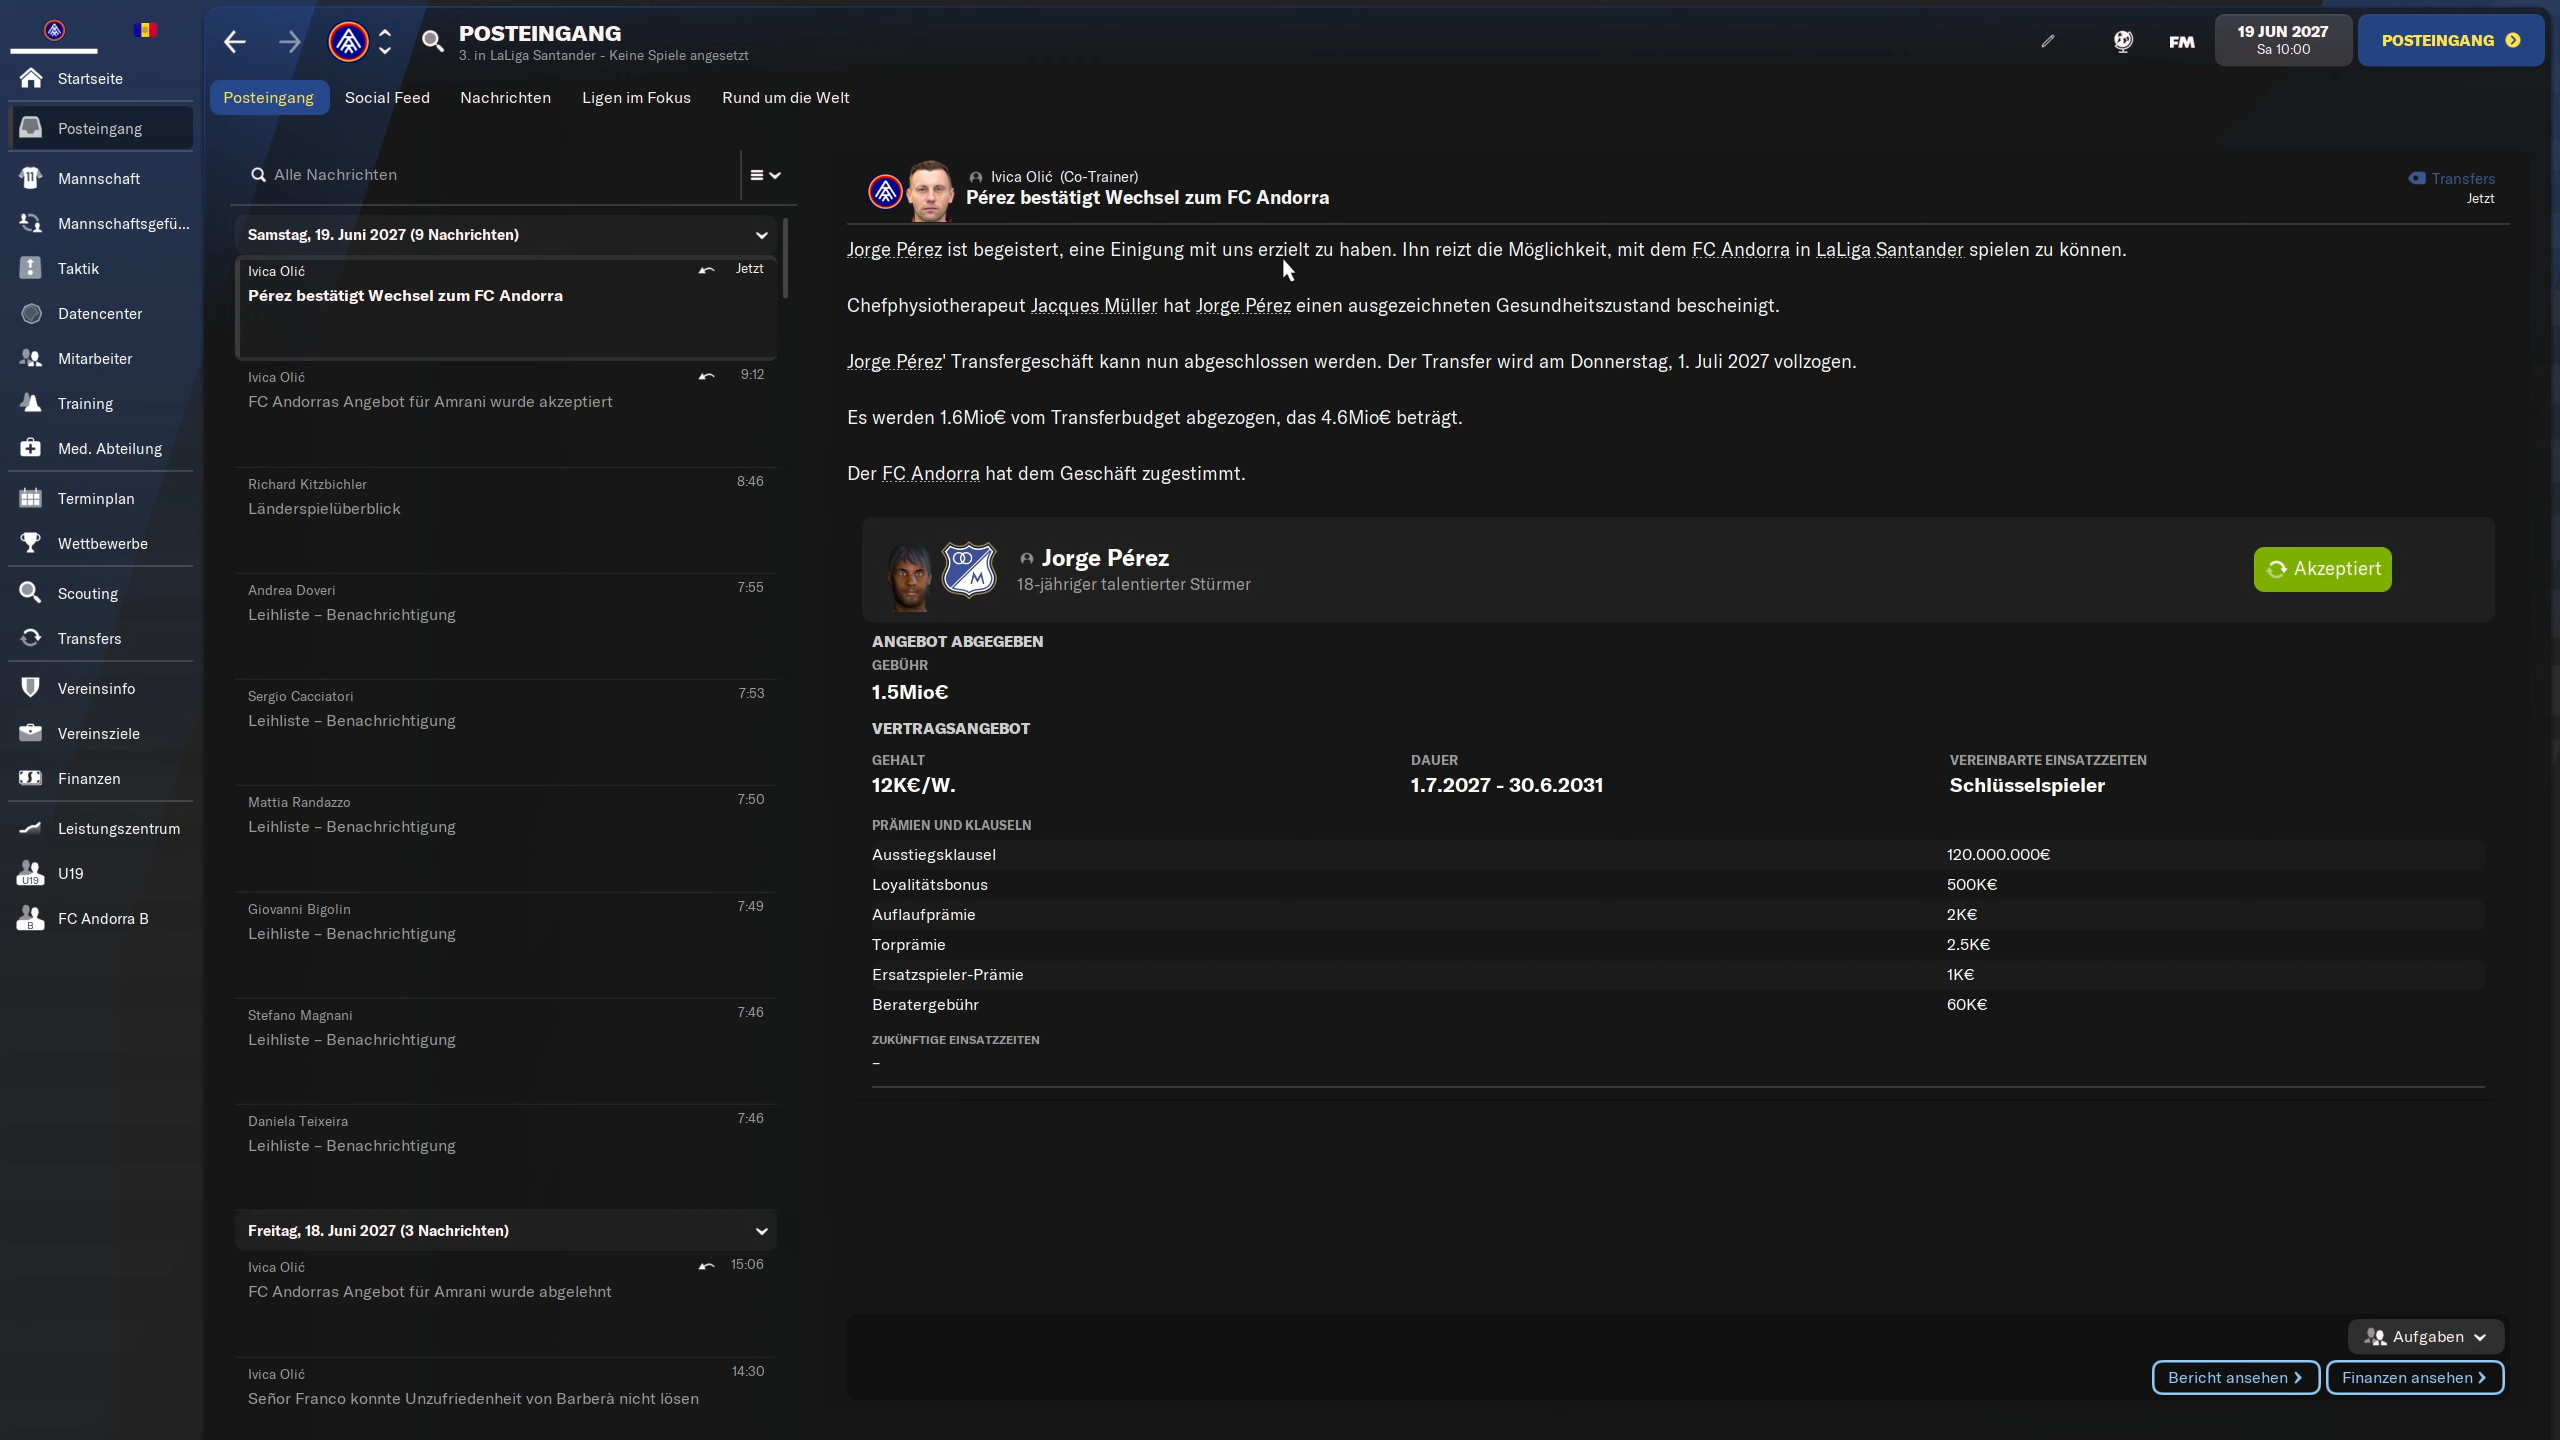 POSTEINGANG
3. in LaLiga Santander - Keine Spiele angesetzt
FM
19 JUN 2027
Sa 10:00
POSTEINGANG
Startseite
Posteingang
Mannschaft
Mannschaftsgefü...
Taktik
Datencenter
Mitarbeiter
Training
Med. Abteilung
Terminplan
Wettbewerbe
Scouting
Transfers
Vereinsinfo
Vereinsziele
Finanzen
Leistungszentrum
U19
U19
B
FC Andorra B
Posteingang
Social Feed
Nachrichten
Ligen im Fokus
Rund um die Welt
Alle Nachrichten
Samstag, 19. Juni 2027 (9 Nachrichten)
Ivica Olić
Jetzt
Pérez bestätigt Wechsel zum FC Andorra
Ivica Olić
9:12
FC Andorras Angebot für Amrani wurde akzeptiert
Richard Kitzbichler
8:46
Länderspielüberblick
Andrea Doveri
7:55
Leihliste – Benachrichtigung
Sergio Cacciatori
7:53
Leihliste – Benachrichtigung
Mattia Randazzo
7:50
Leihliste – Benachrichtigung
Giovanni Bigolin
7:49
Leihliste – Benachrichtigung
Stefano Magnani
7:46
Leihliste – Benachrichtigung
Daniela Teixeira
7:46
Leihliste – Benachrichtigung
Freitag, 18. Juni 2027 (3 Nachrichten)
Ivica Olić
15:06
FC Andorras Angebot für Amrani wurde abgelehnt
Ivica Olić
14:30
Señor Franco konnte Unzufriedenheit von Barberà nicht lösen
Ivica Olić (Co-Trainer)
Pérez bestätigt Wechsel zum FC Andorra
Transfers
Jetzt
Jorge Pérez ist begeistert, eine Einigung mit uns erzielt zu haben. Ihn reizt die Möglichkeit, mit dem FC Andorra in LaLiga Santander spielen zu können.
Chefphysiotherapeut Jacques Müller hat Jorge Pérez einen ausgezeichneten Gesundheitszustand bescheinigt.
Jorge Pérez' Transfergeschäft kann nun abgeschlossen werden. Der Transfer wird am Donnerstag, 1. Juli 2027 vollzogen.
Es werden 1.6Mio€ vom Transferbudget abgezogen, das 4.6Mio€ beträgt.
Der FC Andorra hat dem Geschäft zugestimmt.
M
Jorge Pérez
18-jähriger talentierter Stürmer
Akzeptiert
ANGEBOT ABGEGEBEN
GEBÜHR
1.5Mio€
VERTRAGSANGEBOT
GEHALT
DAUER
VEREINBARTE EINSATZZEITEN
12K€/W.
1.7.2027 - 30.6.2031
Schlüsselspieler
PRÄMIEN UND KLAUSELN
Ausstiegsklausel
120.000.000€
Loyalitätsbonus
500K€
Auflaufprämie
2K€
Torprämie
2.5K€
Ersatzspieler-Prämie
1K€
Beratergebühr
60K€
ZUKÜNFTIGE EINSATZZEITEN
–
Aufgaben
Bericht ansehen
Finanzen ansehen